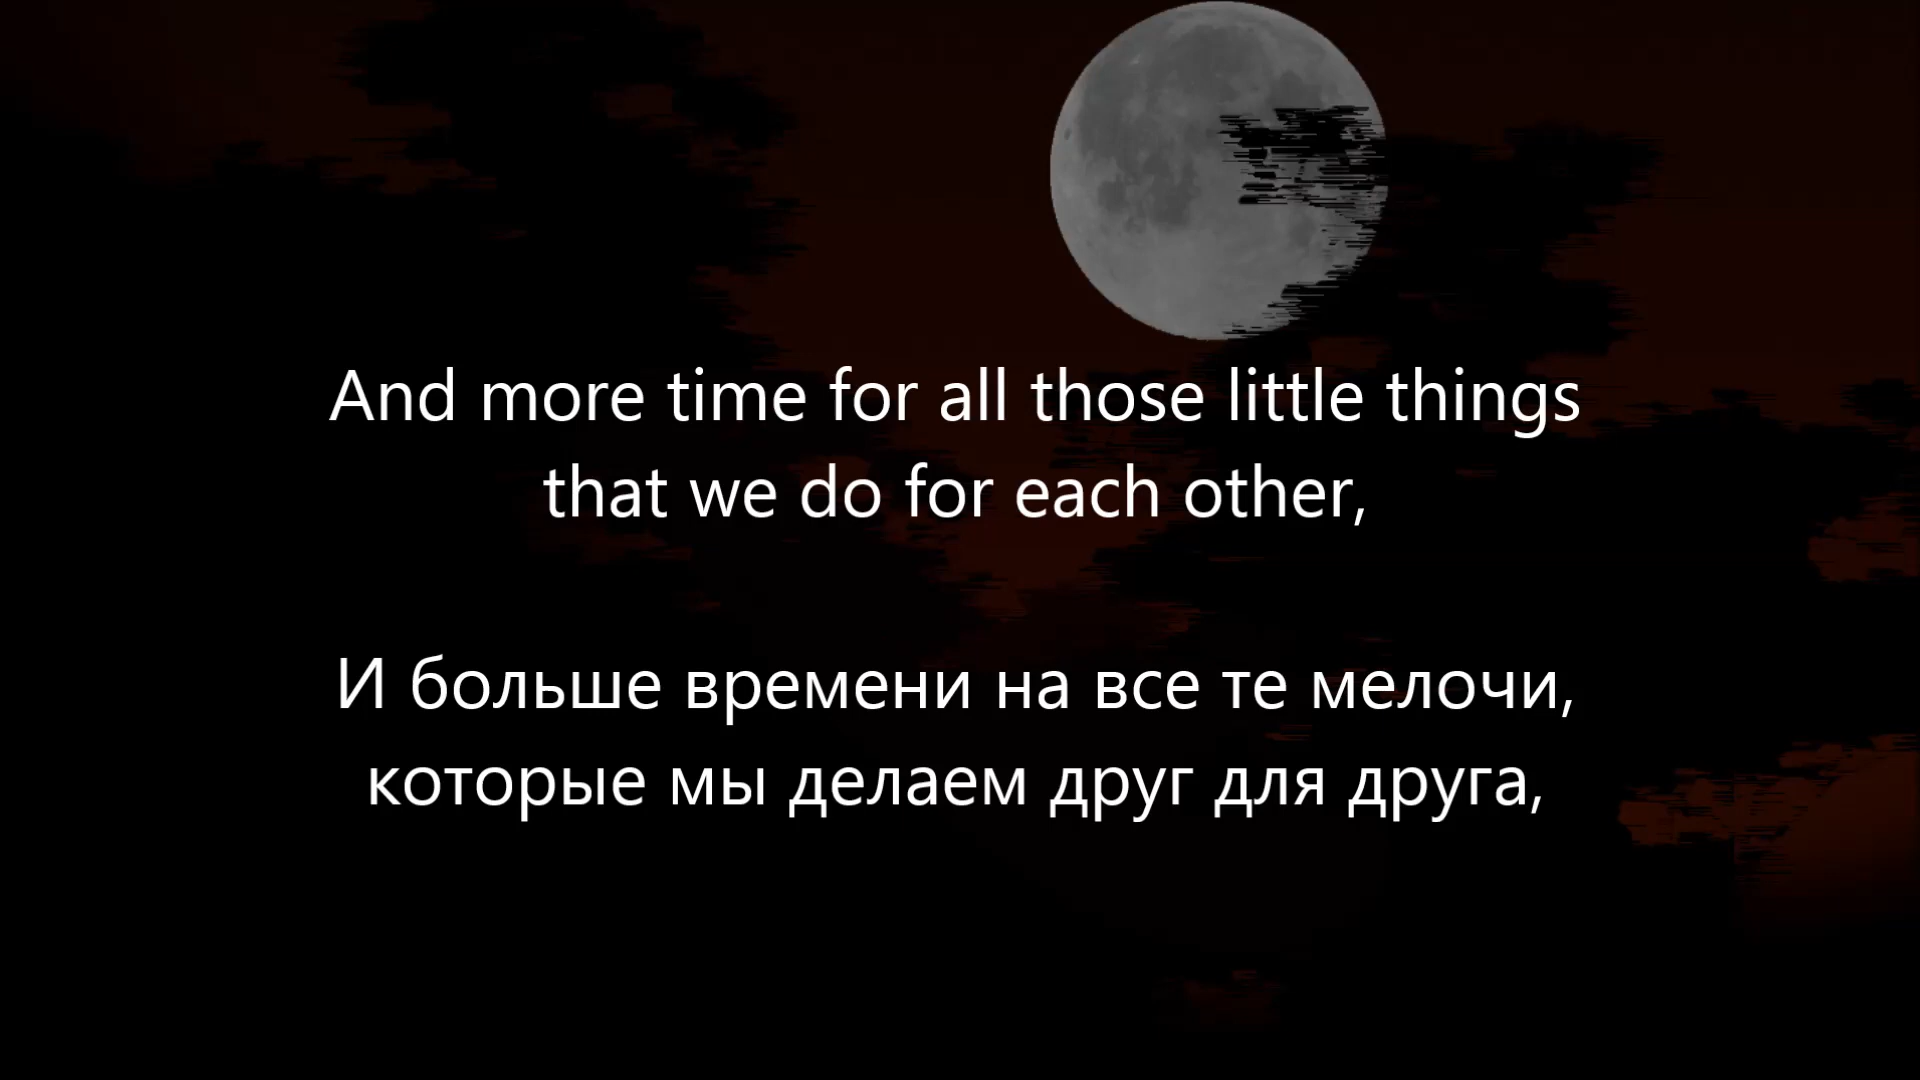 And more time for all those little things
that we do for each other,
И больше времени на все те мелочи,
которые мы делаем друг для друга,